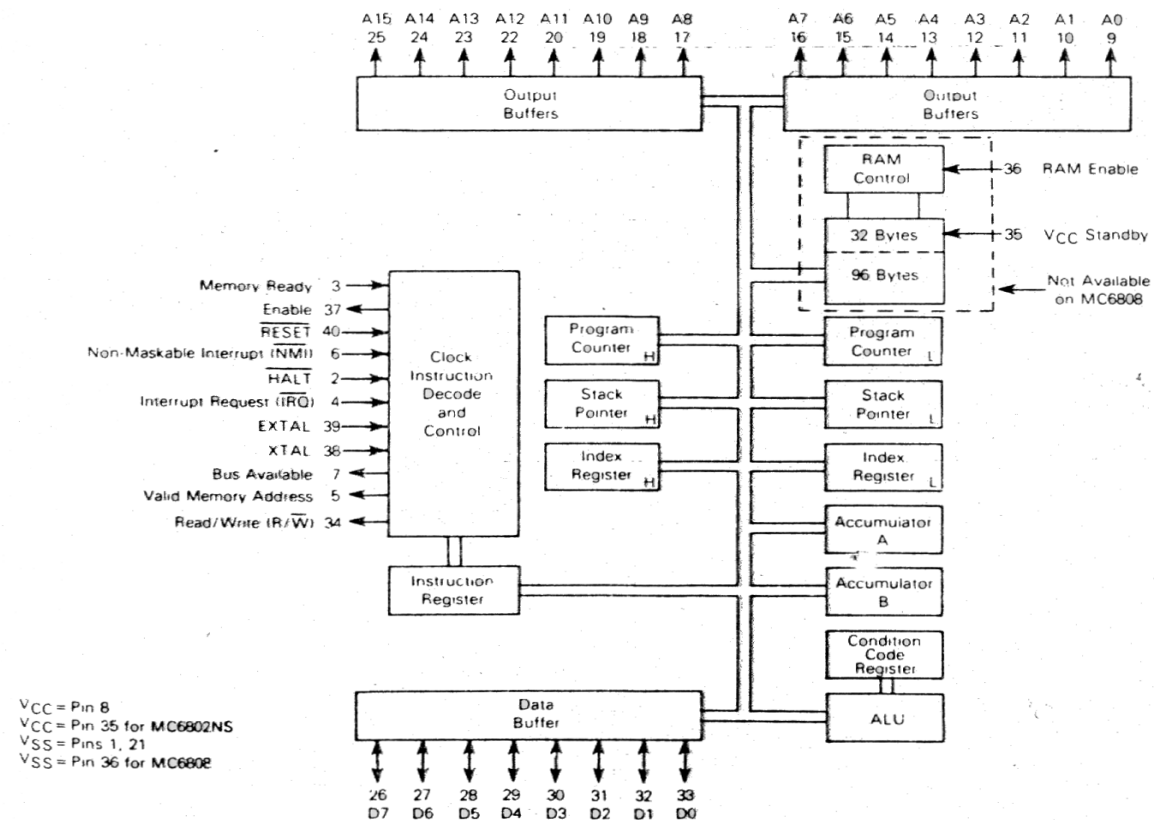 A15 A14 A13 A12 A11 A10 A9 A8 A7 A6 A5 A4 A3 A2 A1 A0
25 24 23 22 20 19 18 17 16 15 14 13 12 11 10 9
Output
Buffers
Output
Buffers
RAM
Control
36 RAM Enable
32 Bytes
35 VCC Standby
96 Bytes
Not Available
on MC6808
Memory Ready 3
Enable 37
RESET 40
Non-Maskable Interrupt (NMI) 6
HALT 2
Interrupt Request (IRQ) 4
EXTAL 39
XTAL 38
Bus Available 7
Valid Memory Address 5
Read/Write (R/W) 34
Clock
Instruction
Decode
and
Control
Program
Counter H
Program
Counter L
Stack
Pointer H
Stack
Pointer L
Index
Register H
Index
Register L
Accumulator
A
Instruction
Register
Accumulator
B
Condition
Code
Register
ALU
Data
Buffer
VCC = Pin 8
VCC = Pin 35 for MC6802NS
VSS = Pins 1, 21
VSS = Pin 36 for MC6808
26 27 28 29 30 31 32 33
D7 D6 D5 D4 D3 D2 D1 D0